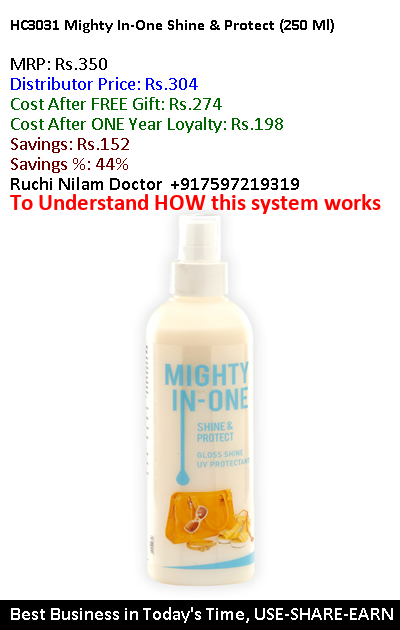 HC3031 Mighty In-One Shine & Protect (250 Ml)
MRP: Rs.350
Distributor Price: Rs.304
Cost After FREE Gift: Rs.274
Cost After ONE Year Loyalty: Rs.198
Savings: Rs.152
Savings %: 44%
Ruchi Nilam Doctor +917597219319
To Understand HOW this system works
MIGHTY
IN-ONE
SHINE &
PROTECT
GLOSS SHINE
UV PROTECTANT
Best Business in Today's Time, USE-SHARE-EARN